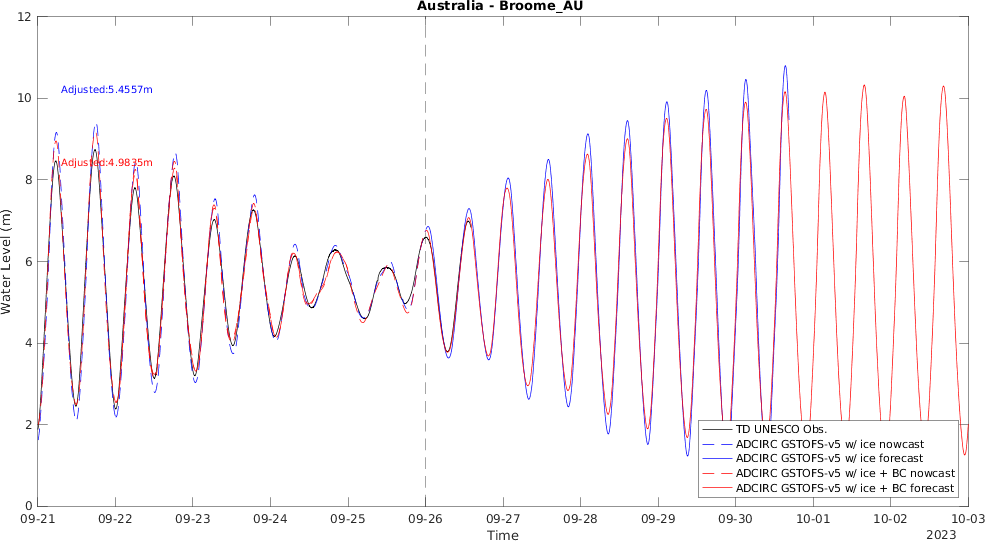 Australia - Broome_AU
12
10
8
6
4
2
0
Water Level (m)
Adjusted:5.4557m
Adjusted:4.9835m
TD UNESCO Obs.
ADCIRC GSTOFS-v5 w/ ice nowcast
ADCIRC GSTOFS-v5 w/ ice forecast
ADCIRC GSTOFS-v5 w/ ice + BC nowcast
ADCIRC GSTOFS-v5 w/ ice + BC forecast
09-21 09-22 09-23 09-24 09-25 09-26 09-27 09-28 09-29 09-30 10-01 10-02 10-03
Time
2023